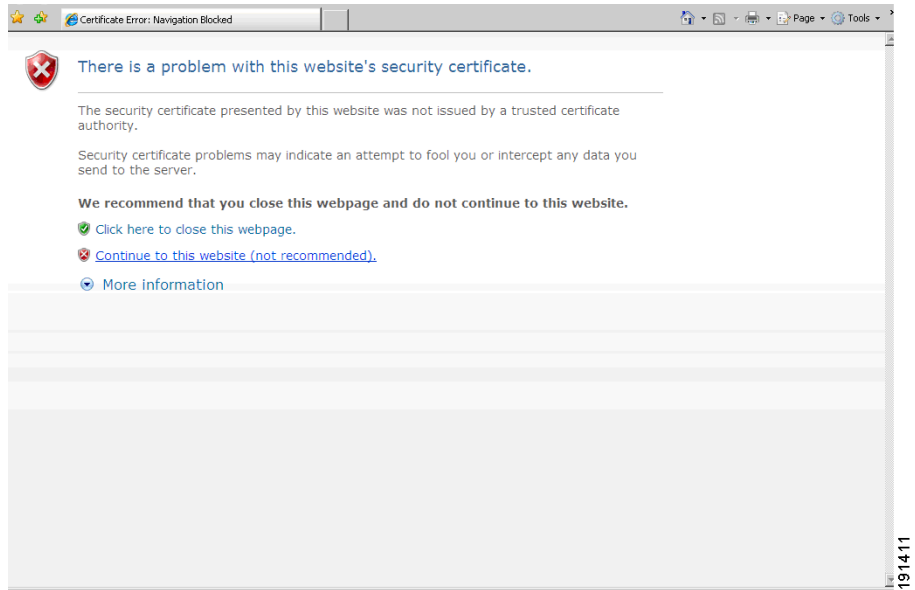 Certificate Error: Navigation Blocked
Page
Tools
There is a problem with this website's security certificate.
The security certificate presented by this website was not issued by a trusted certificate
authority.
Security certificate problems may indicate an attempt to fool you or intercept any data you
send to the server.
We recommend that you close this webpage and do not continue to this website.
Click here to close this webpage.
Continue to this website (not recommended).
More information
191411